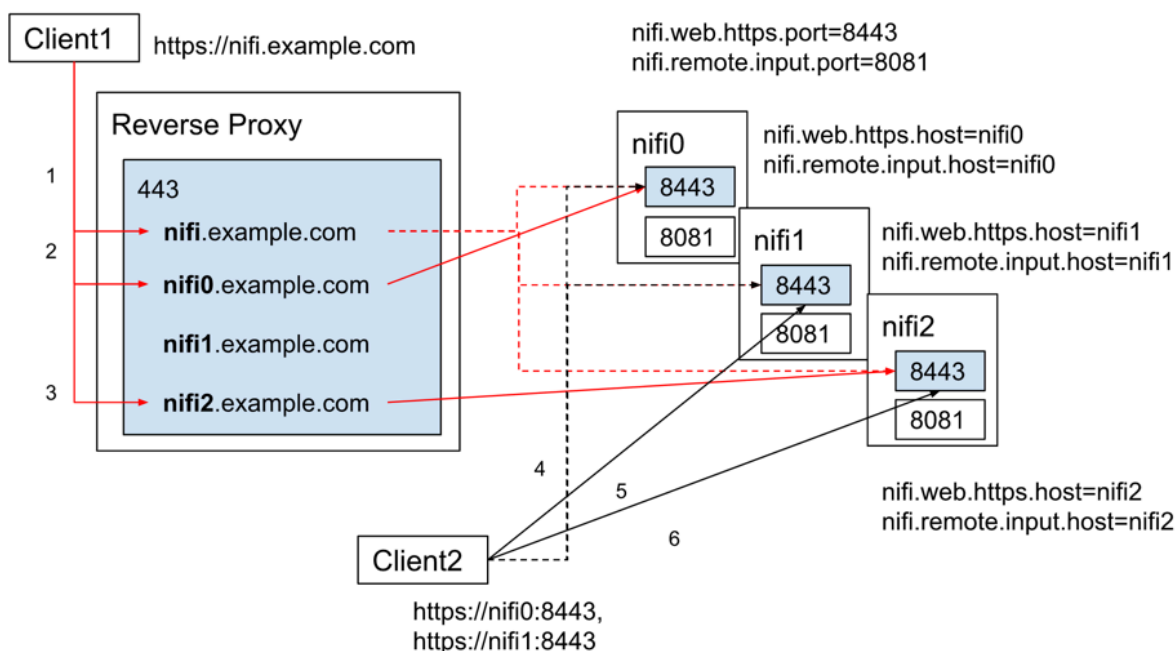 Client1
https://nifi.example.com
nifi.web.https.port=8443
nifi.remote.input.port=8081
Reverse Proxy
443
nifi.example.com
nifi0.example.com
nifi1.example.com
nifi2.example.com
1
2
3
nifi0
8443
8081
nifi.web.https.host=nifi0
nifi.remote.input.host=nifi0
nifi1
8443
8081
nifi.web.https.host=nifi1
nifi.remote.input.host=nifi1
nifi2
8443
8081
nifi.web.https.host=nifi2
nifi.remote.input.host=nifi2
4
5
6
Client2
https://nifi0:8443,
https://nifi1:8443